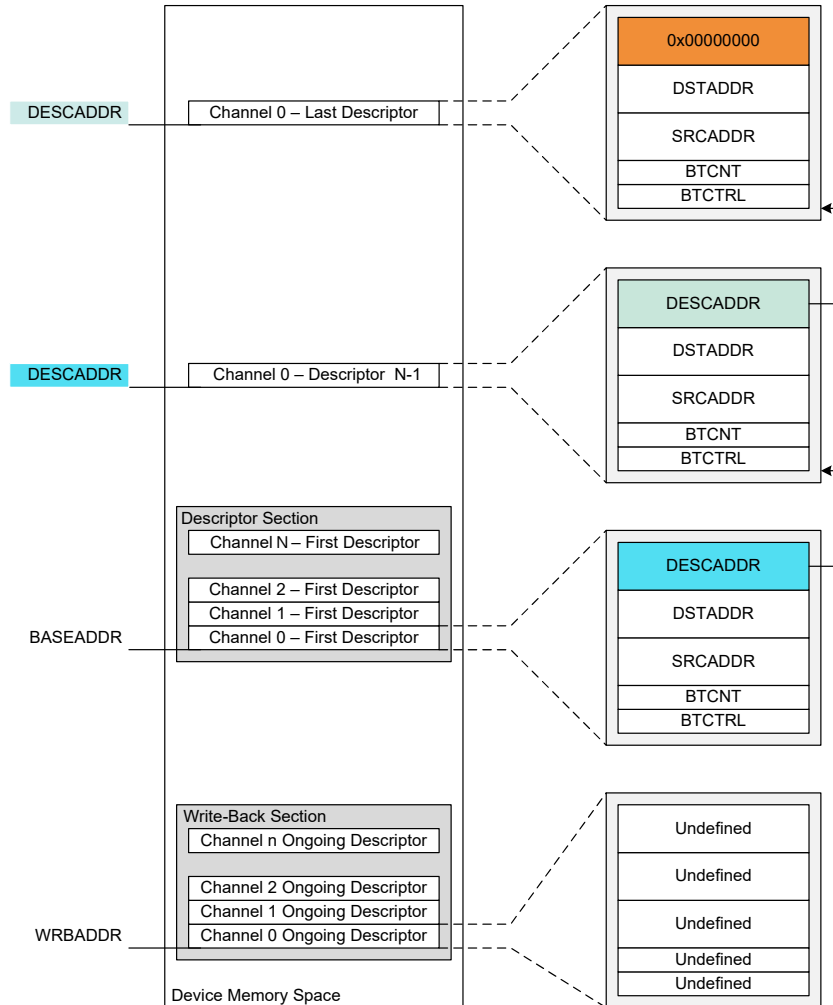 0x00000000
DSTADDR
SRCADDR
BTCNT
BTCTRL
DESCADDR
Channel 0 – Last Descriptor
DESCADDR
DSTADDR
SRCADDR
BTCNT
BTCTRL
DESCADDR
Channel 0 – Descriptor N-1
Descriptor Section
Channel N – First Descriptor
Channel 2 – First Descriptor
Channel 1 – First Descriptor
Channel 0 – First Descriptor
BASEADDR
DESCADDR
DSTADDR
SRCADDR
BTCNT
BTCTRL
Write-Back Section
Channel n Ongoing Descriptor
Channel 2 Ongoing Descriptor
Channel 1 Ongoing Descriptor
Channel 0 Ongoing Descriptor
WRBADDR
Undefined
Undefined
Undefined
Undefined
Undefined
Device Memory Space